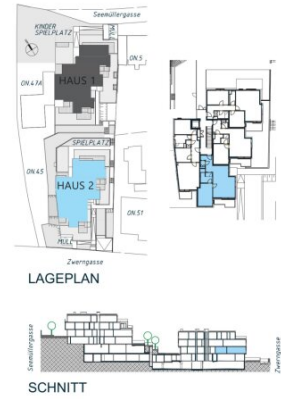 Seemüllergasse
KINDER
SPIELPLATZ
MÜLL
HAUS 1
ON.5
ON.47A
SPIELPLATZ
ON.45
HAUS 2
ON.51
MÜLL
Zwerngasse
LAGEPLAN
Seemüllergasse
Zwerngasse
SCHNITT